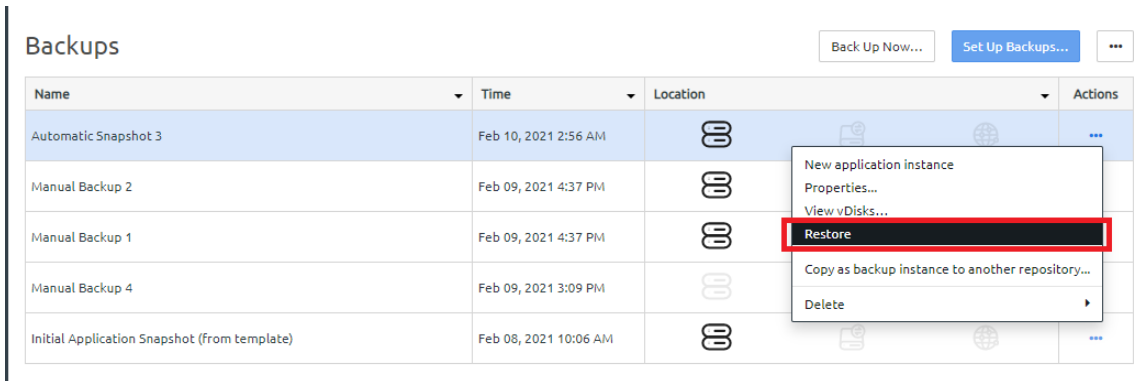 Backups
Back Up Now...
Set Up Backups...
•••
Name
Time
Location
Actions
Automatic Snapshot 3
Feb 10, 2021 2:56 AM
•••
New application instance
Properties...
View vDisks...
Restore
Copy as backup instance to another repository...
Delete
Manual Backup 2
Feb 09, 2021 4:37 PM
Manual Backup 1
Feb 09, 2021 4:37 PM
Manual Backup 4
Feb 09, 2021 3:09 PM
Initial Application Snapshot (from template)
Feb 08, 2021 10:06 AM
•••